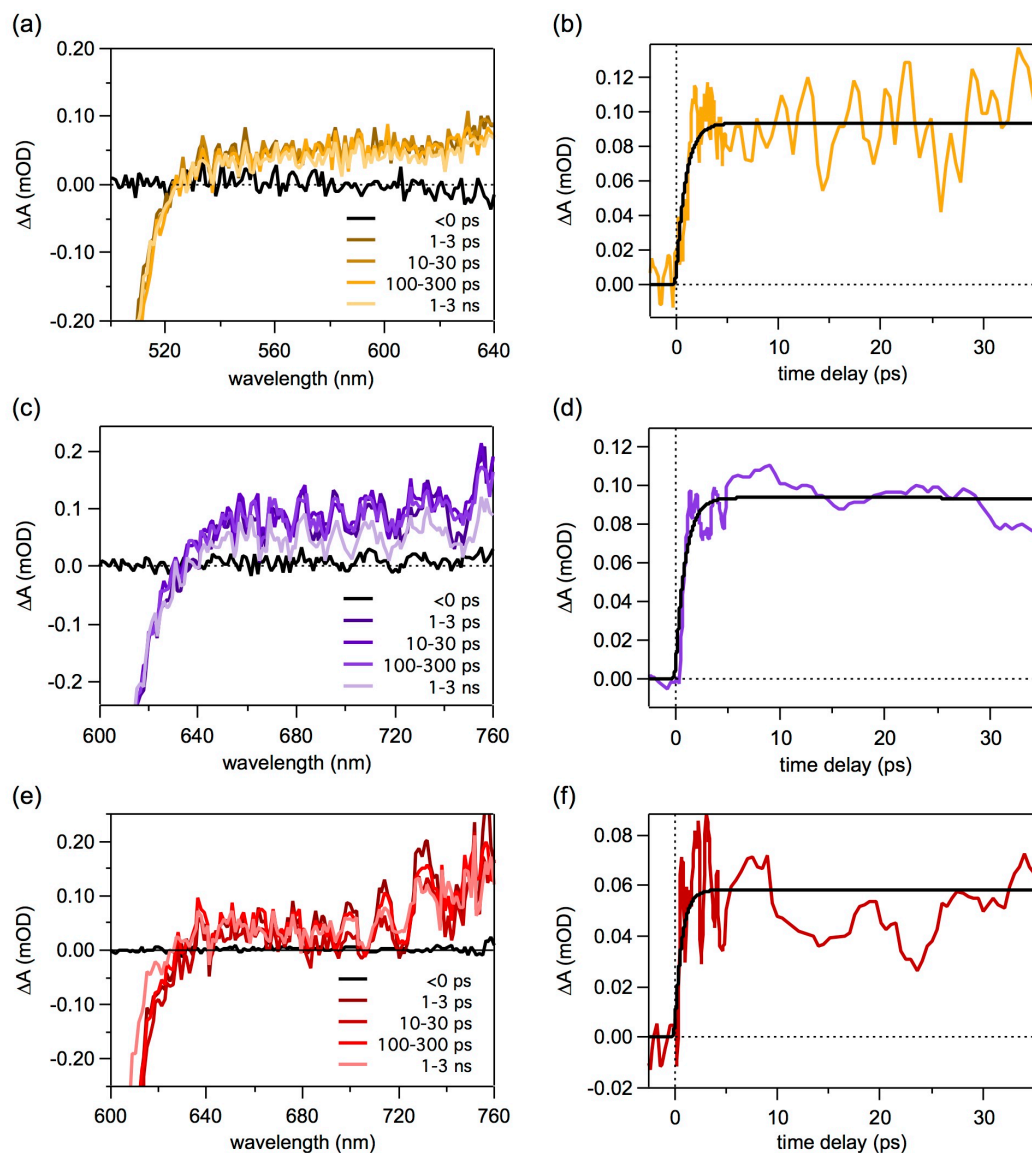 (a)
0.20
0.10
0.00
-0.10
-0.20
ΔA (mOD)
<0 ps
1-3 ps
10-30 ps
100-300 ps
1-3 ns
520
560
600
640
wavelength (nm)
(b)
0.12
0.10
0.08
0.06
0.04
0.02
0.00
ΔA (mOD)
0
10
20
30
time delay (ps)
(c)
0.2
0.1
0.0
-0.1
-0.2
ΔA (mOD)
<0 ps
1-3 ps
10-30 ps
100-300 ps
1-3 ns
600
640
680
720
760
wavelength (nm)
(d)
0.12
0.10
0.08
0.06
0.04
0.02
0.00
ΔA (mOD)
0
10
20
30
time delay (ps)
(e)
0.20
0.10
0.00
-0.10
-0.20
ΔA (mOD)
<0 ps
1-3 ps
10-30 ps
100-300 ps
1-3 ns
600
640
680
720
760
wavelength (nm)
(f)
0.08
0.06
0.04
0.02
0.00
-0.02
ΔA (mOD)
0
10
20
30
time delay (ps)